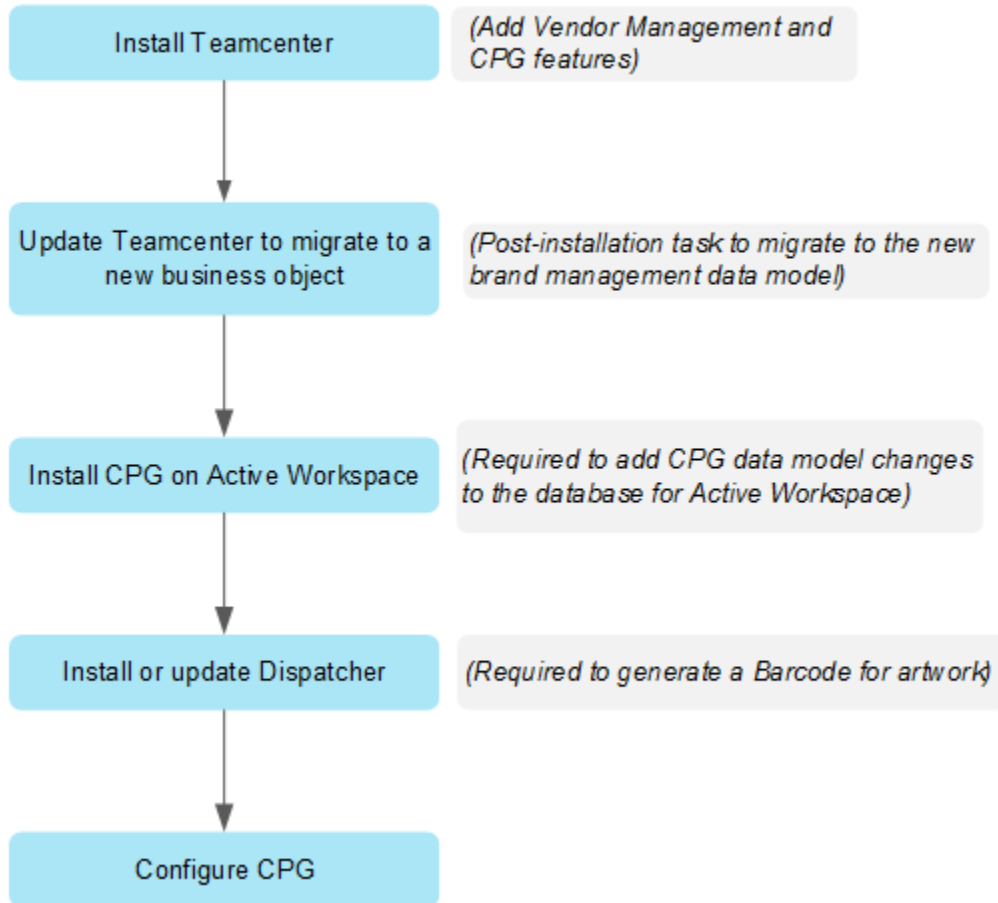 Install Teamcenter
(Add Vendor Management and
CPG features)
Update Teamcenter to migrate to a
new business object
(Post-installation task to migrate to the new
brand management data model)
Install CPG on Active Workspace
(Required to add CPG data model changes
to the database for Active Workspace)
Install or update Dispatcher
(Required to generate a Barcode for artwork)
Configure CPG